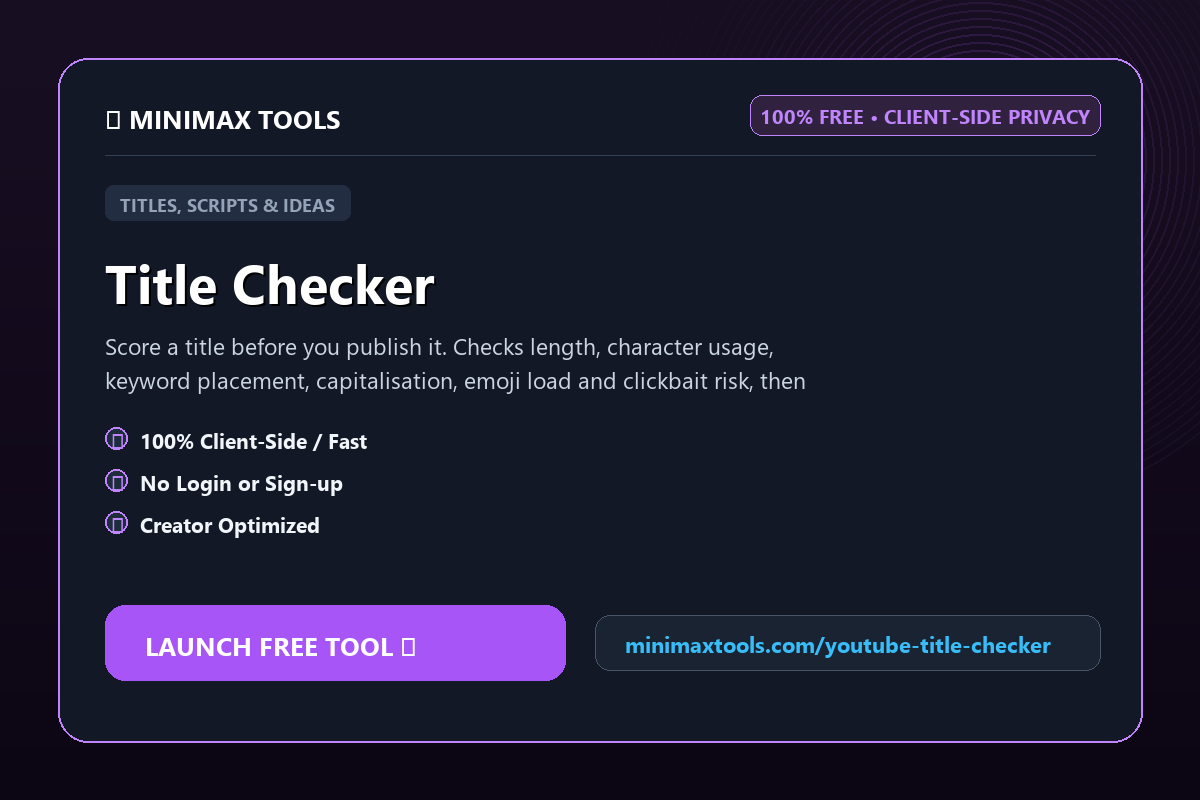 MINIMAX TOOLS
100% FREE • CLIENT-SIDE PRIVACY
TITLES, SCRIPTS & IDEAS
Title Checker
Score a title before you publish it. Checks length, character usage,
keyword placement, capitalisation, emoji load and clickbait risk, then
100% Client-Side / Fast
No Login or Sign-up
Creator Optimized
LAUNCH FREE TOOL
minimaxtools.com/youtube-title-checker